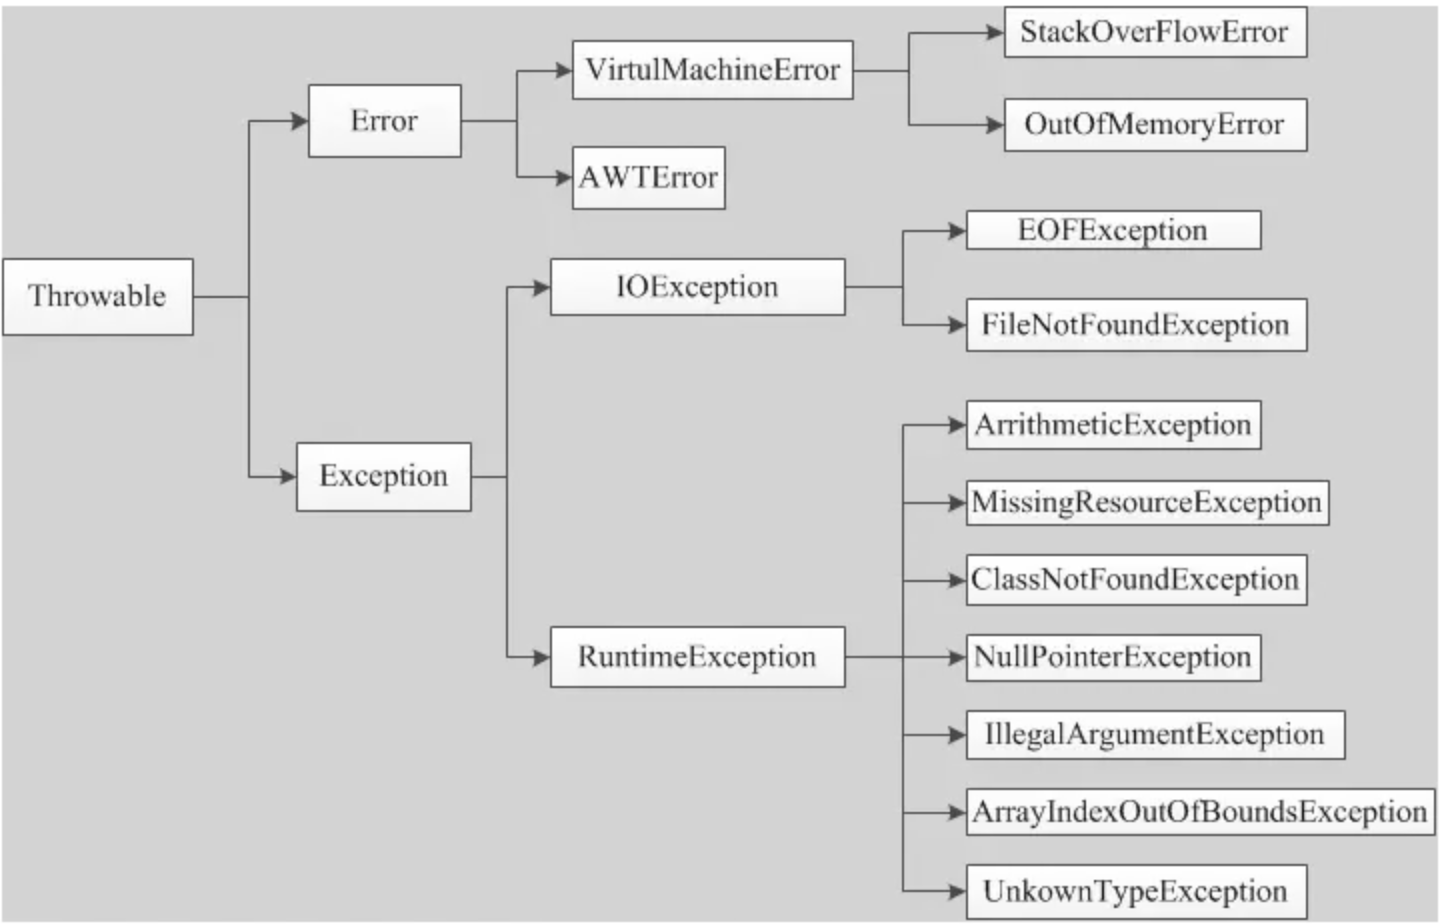 Throwable
Error
VirtulMachineError
StackOverFlowError
OutOfMemoryError
AWTError
Exception
IOException
EOFException
FileNotFoundException
RuntimeException
ArrithmeticException
MissingResourceException
ClassNotFoundException
NullPointerException
IllegalArgumentException
ArrayIndexOutOfBoundsException
UnkownTypeException